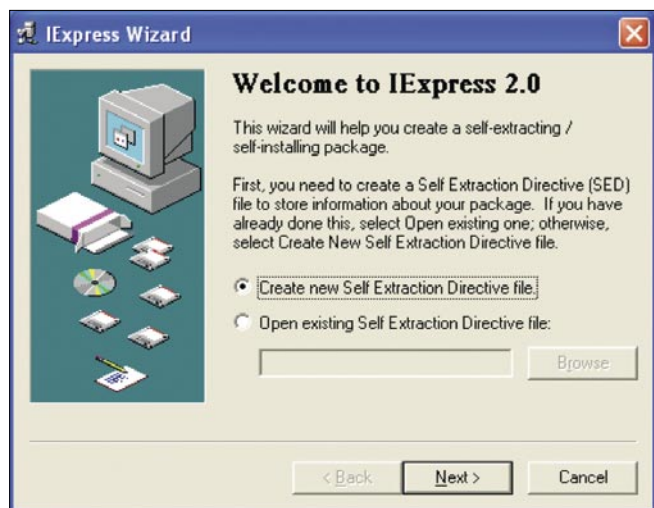 IExpress Wizard
Welcome to IExpress 2.0
This wizard will help you create a self-extracting /
self-installing package.
First, you need to create a Self Extraction Directive (SED)
file to store information about your package. If you have
already done this, select Open existing one; otherwise,
select Create New Self Extraction Directive file.
Create new Self Extraction Directive file.
Open existing Self Extraction Directive file:
Browse
< Back
Next >
Cancel